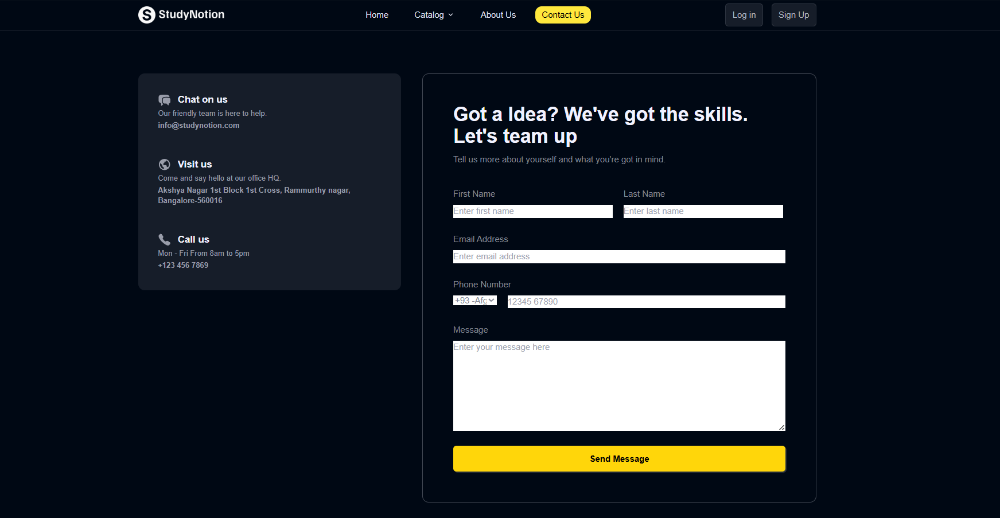 StudyNotion
Home
Catalog
About Us
Contact Us
Log in
Sign Up
Chat on us
Our friendly team is here to help.
info@studynotion.com
Visit us
Come and say hello at our office HQ.
Akshya Nagar 1st Block 1st Cross, Rammurthy nagar,
Bangalore-560016
Call us
Mon - Fri From 8am to 5pm
+123 456 7869
Got a Idea? We've got the skills.
Let's team up
Tell us more about yourself and what you're got in mind.
First Name
Last Name
Enter first name
Enter last name
Email Address
Enter email address
Phone Number
+93 -Afg
12345 67890
Message
Enter your message here
Send Message